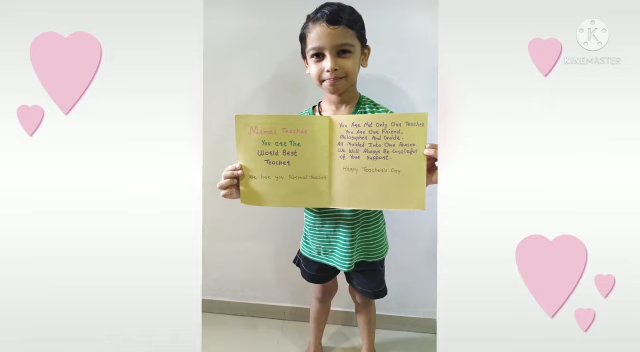 Nirmal Teacher
You are The
World Best
Teacher
We love you Nirmal Teacher
You Are Not Only Our Teacher
You Are Our Friend,
Philosopher And Guide.
All Molded Into One Person
We Will Always Be Grateful
Of Your Support.
Happy Teacher's Day
KINEMASTER